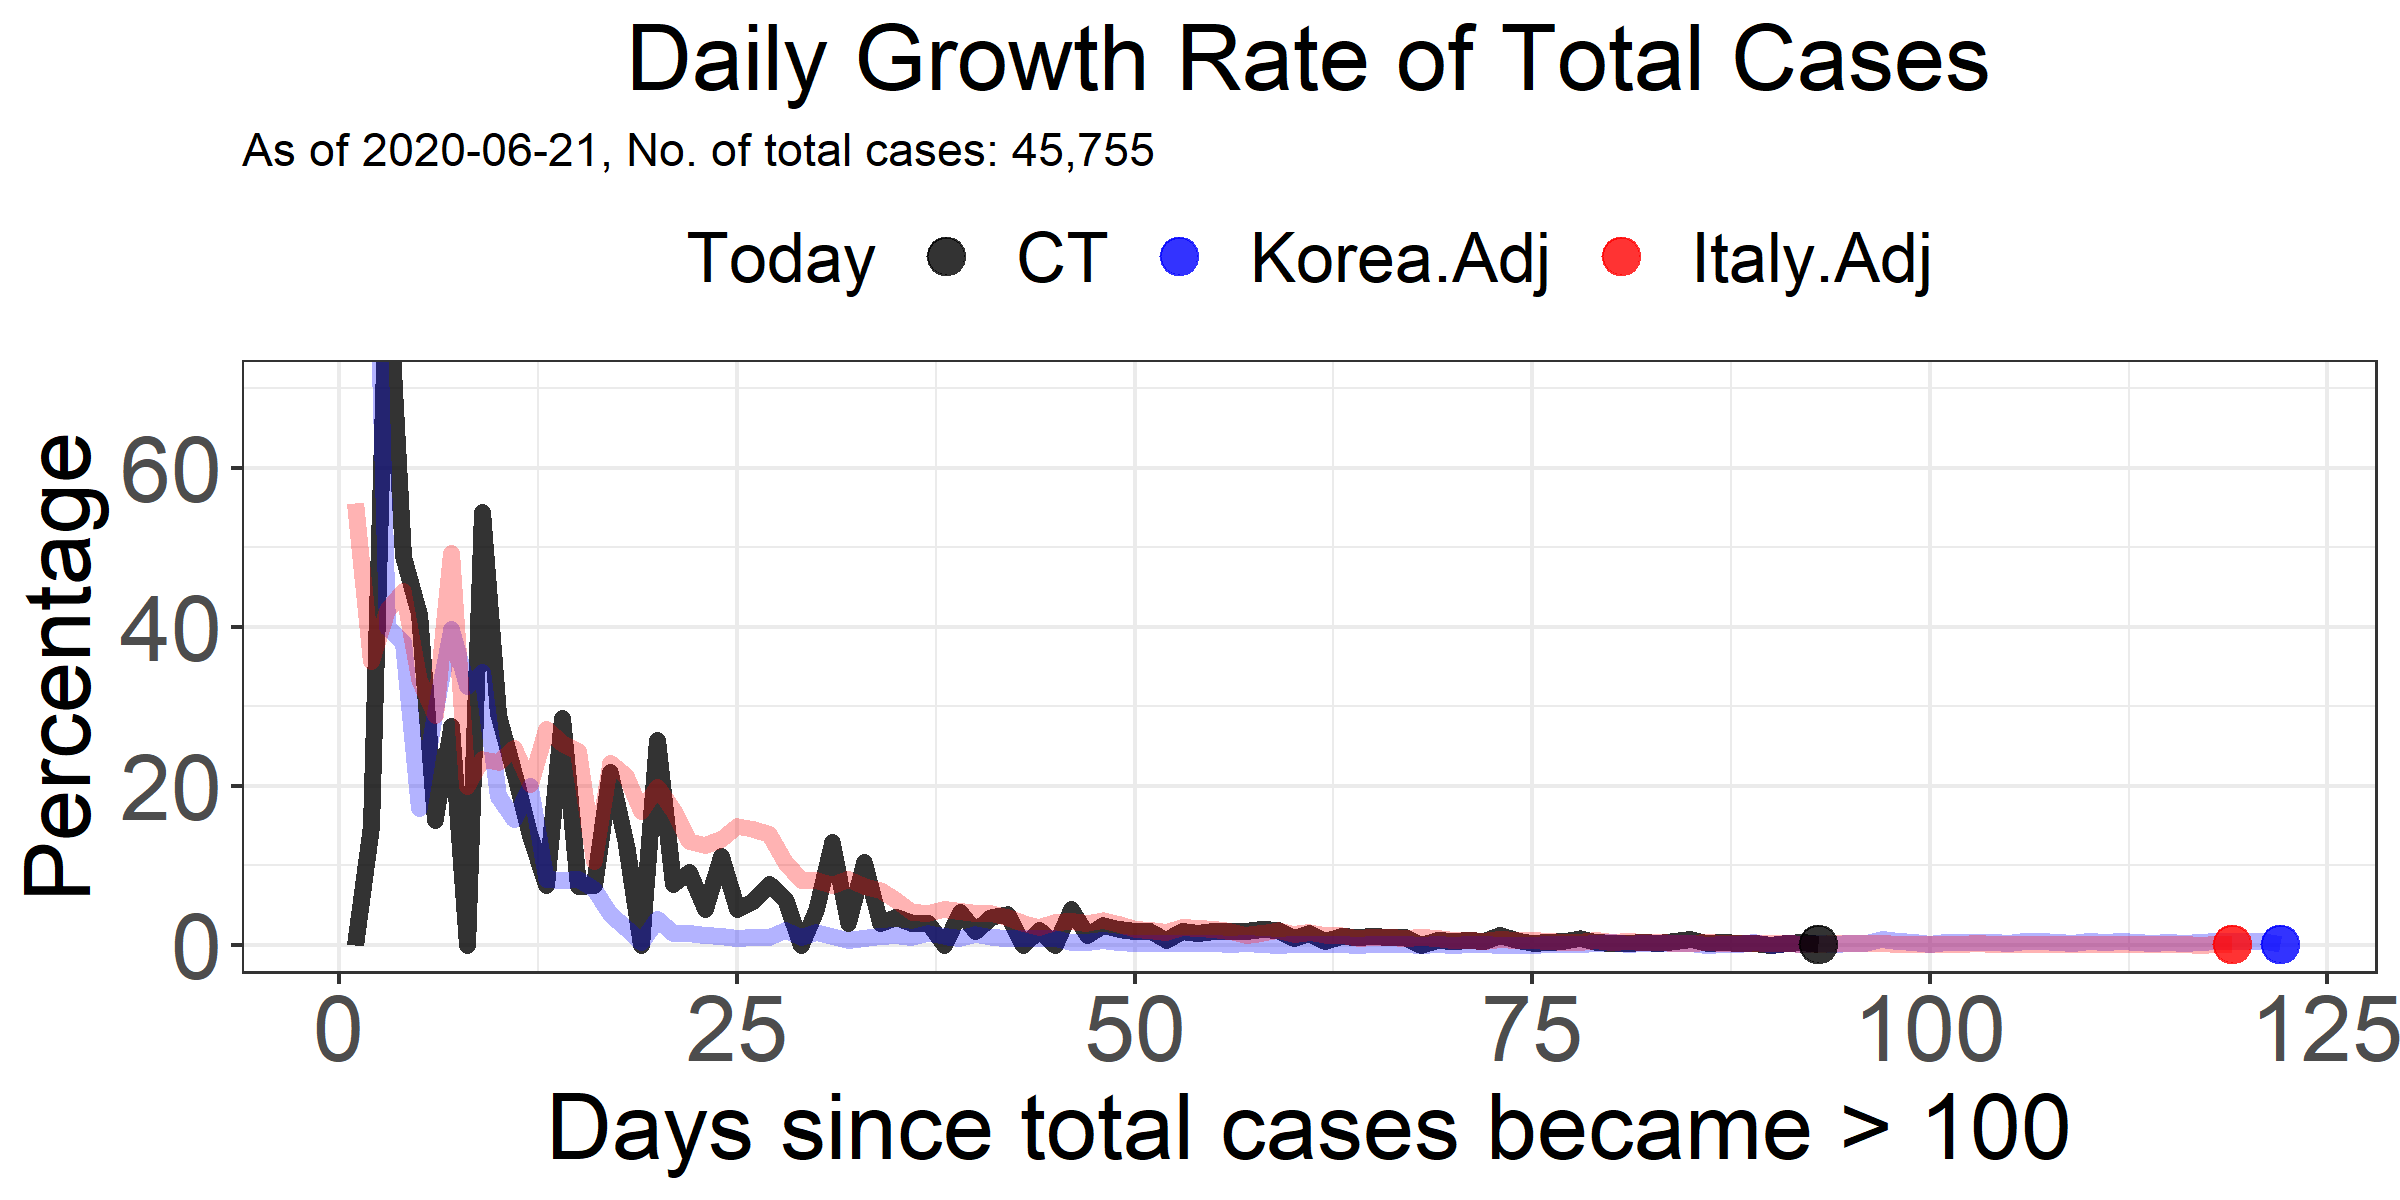 Daily Growth Rate of Total Cases
As of 2020-06-21, No. of total cases: 45,755
Today CT Korea.Adj Italy.Adj
Percentage
60
40
20
0
0 25 50 75 100 125
Days since total cases became > 100